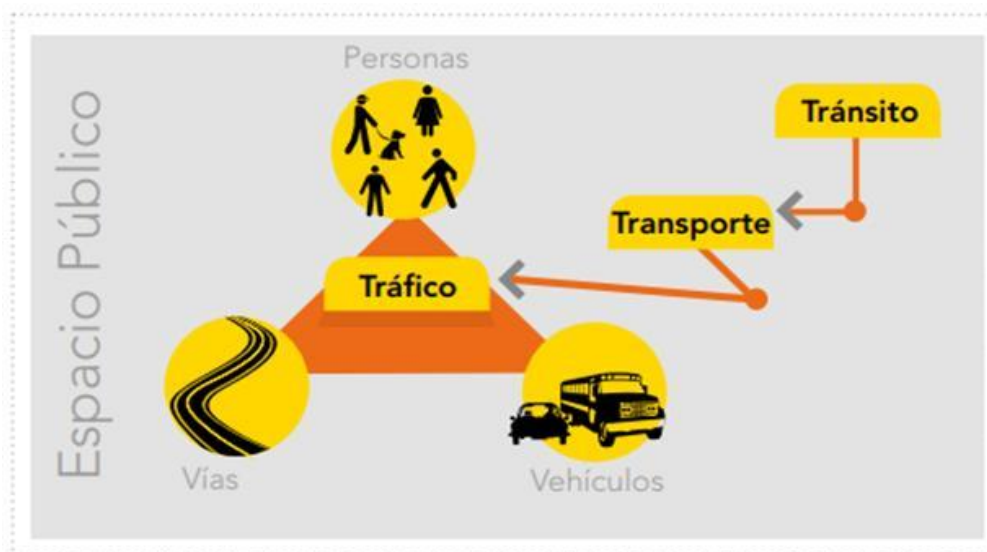 Espacio Público
Personas
Tránsito
Transporte
Tráfico
Vías
Vehículos